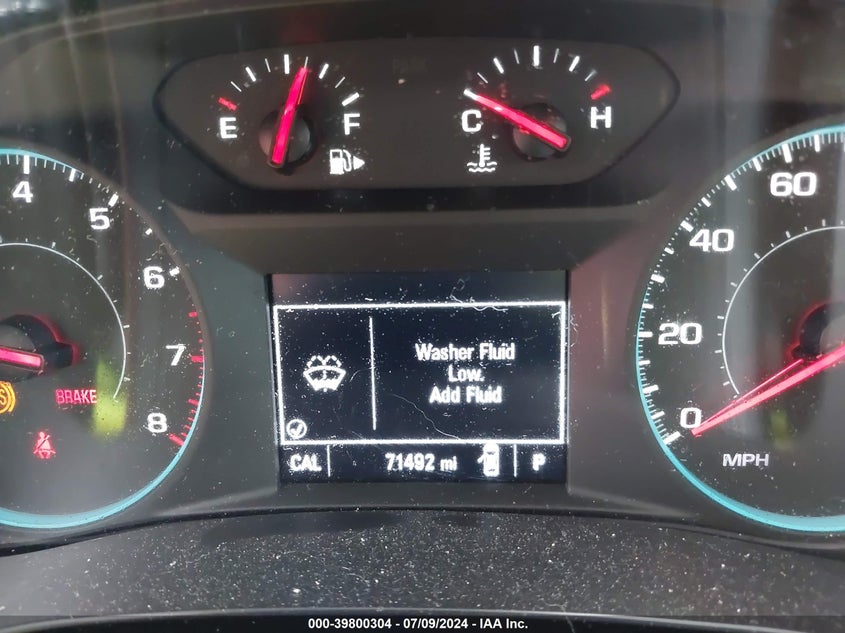 E F
C H
4
5
6
7
8
BRAKE
60
40
20
0
MPH
Washer Fluid
Low.
Add Fluid
CAL 71492 mi P
000-39800304 / 07/09/2024 - IAA Inc.